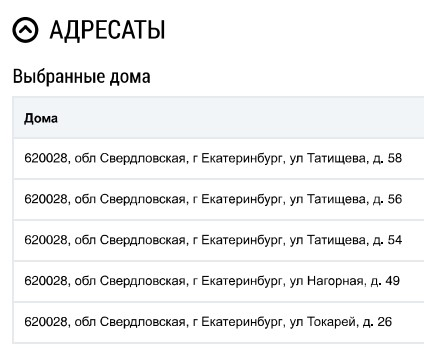 АДРЕСАТЫ
Выбранные дома
Дома
620028, обл Свердловская, г Екатеринбург, ул Татищева, д. 58
620028, обл Свердловская, г Екатеринбург, ул Татищева, д. 56
620028, обл Свердловская, г Екатеринбург, ул Татищева, д. 54
620028, обл Свердловская, г Екатеринбург, ул Нагорная, д. 49
620028, обл Свердловская, г Екатеринбург, ул Токарей, д. 26